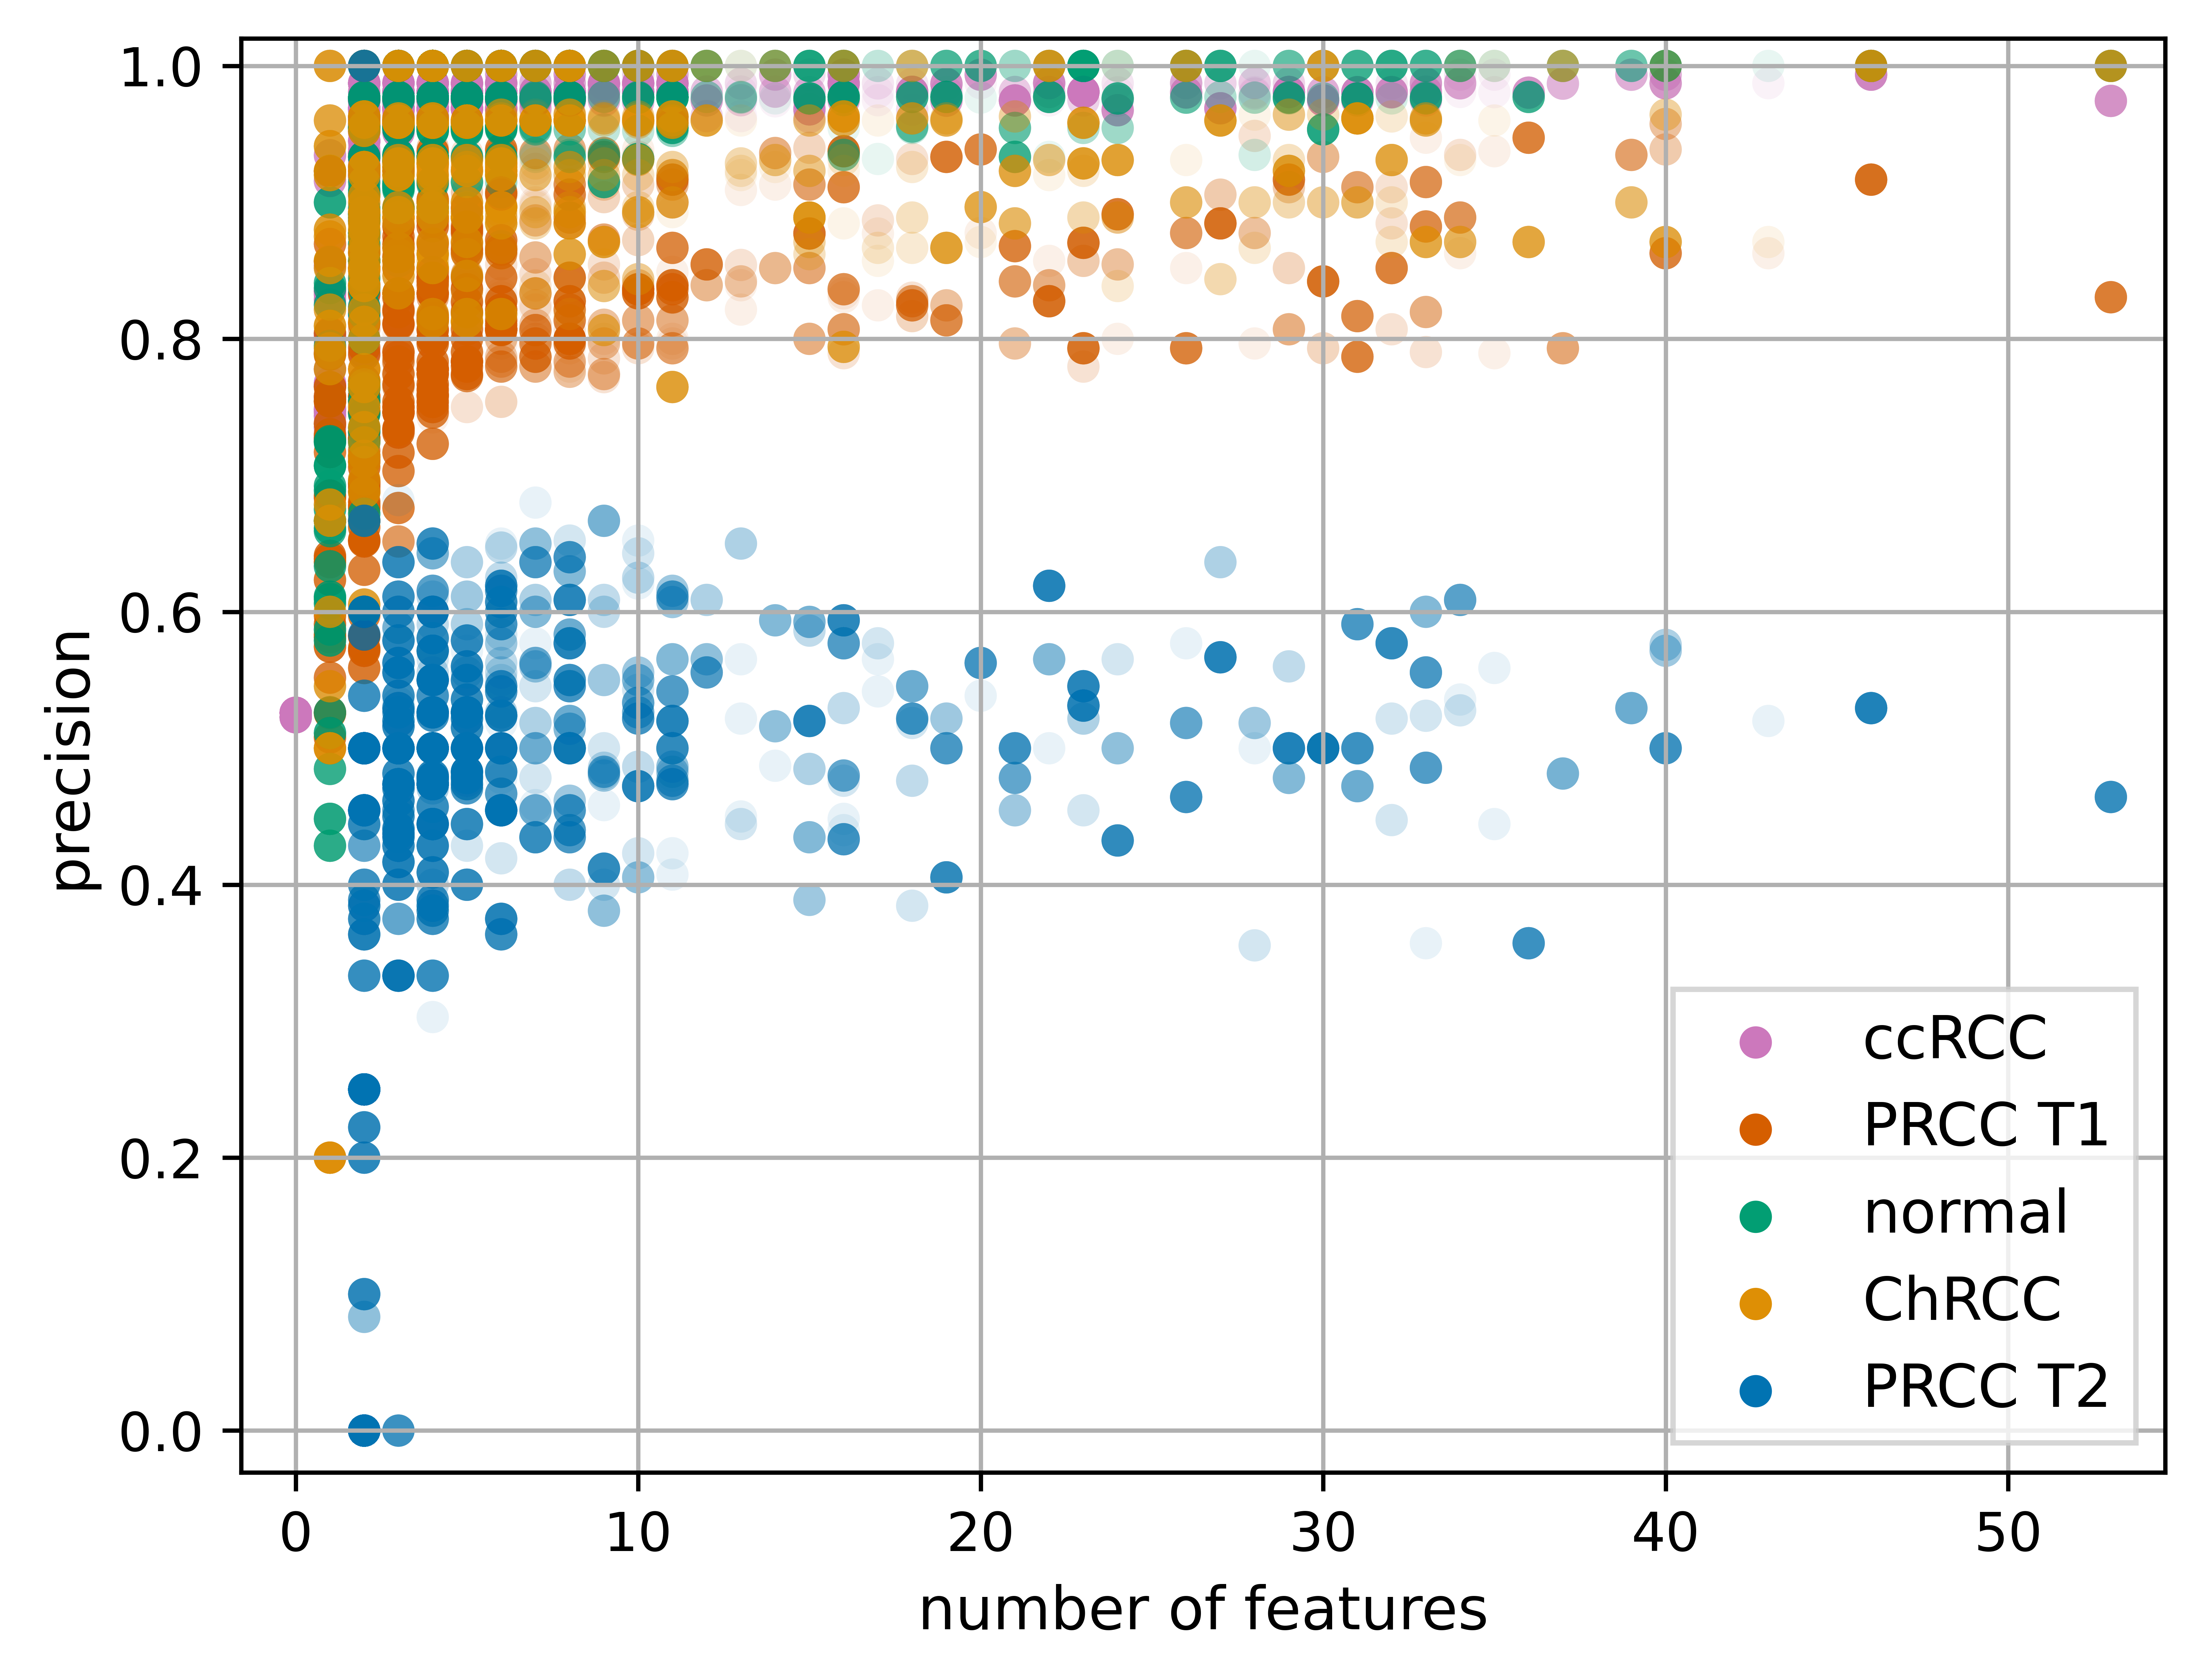 1.0
0.8
0.6
0.4
0.2
0.0
precision
0 10 20 30 40 50
number of features
ccRCC
PRCC T1
normal
ChRCC
PRCC T2